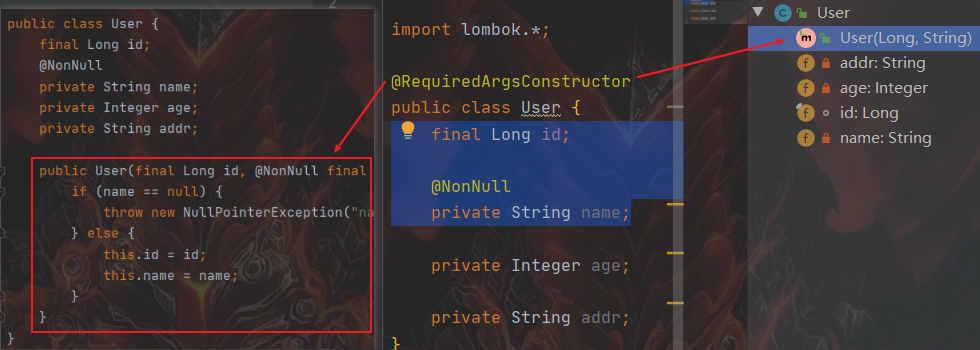 public class User {
final Long id;
@NonNull
private String name;
private Integer age;
private String addr;
public User(final Long id, @NonNull final
if (name == null) {
throw new NullPointerException("na
} else {
this.id = id;
this.name = name;
}
}
}
2
import lombok.*;
@RequiredArgsConstructor
public class User {
final Long id;
@NonNull
private String name;
private Integer age;
private String addr;
}
User
m User(Long, String)
f addr: String
f age: Integer
f id: Long
f name: String